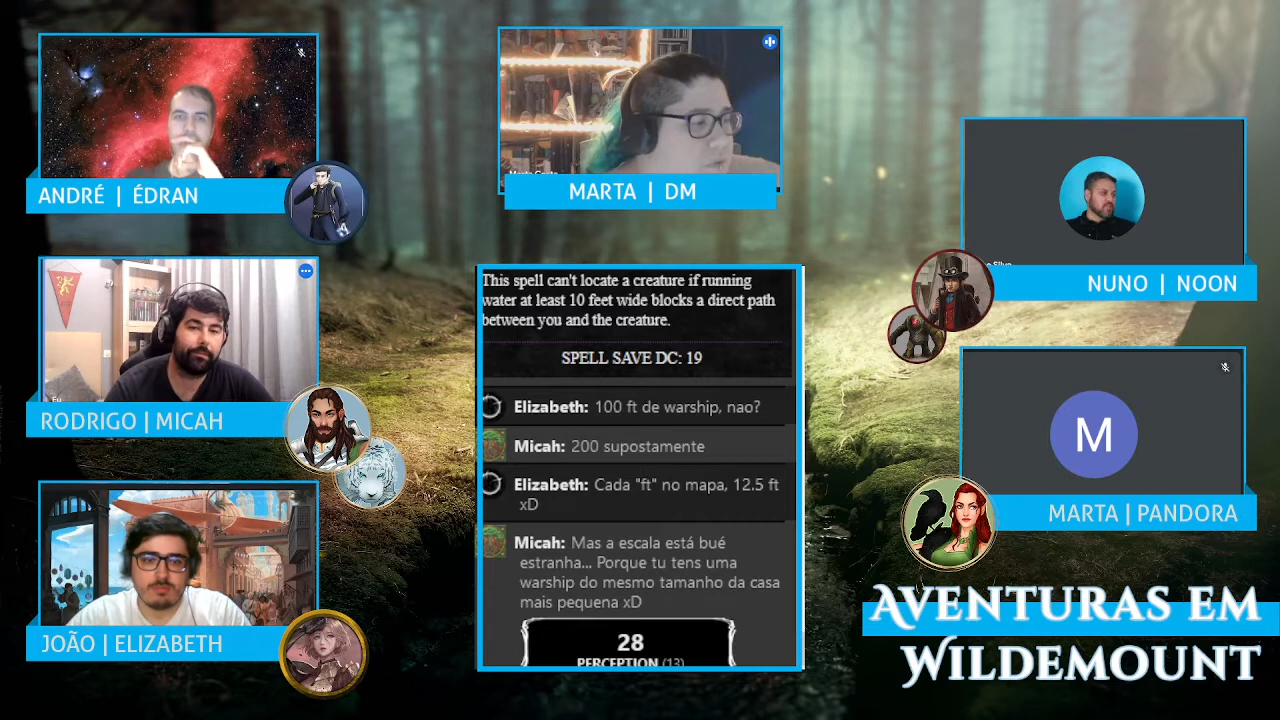 ANDRÉ | ÉDRAN
MARTA | DM
NUNO | NOON
RODRIGO | MICAH
Eu
MARTA | PANDORA
M
JOÃO | ELIZABETH
This spell can't locate a creature if running
water at least 10 feet wide blocks a direct path
between you and the creature.
SPELL SAVE DC: 19
Elizabeth: 100 ft de warship, nao?
Micah: 200 supostamente
Elizabeth: Cada "ft" no mapa, 12.5 ft
xD
Micah: Mas a escala está bué
estranha... Porque tu tens uma
warship do mesmo tamanho da casa
mais pequena xD
28
PERCEPTION (13)
AVENTURAS EM
WILDEMOUNT